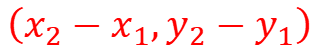 (x₂ − x₁, y₂ − y₁)